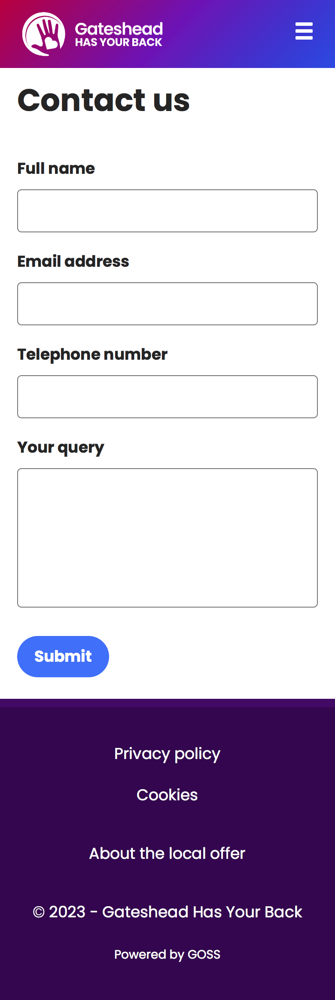 Gateshead
HAS YOUR BACK
Contact us
Full name
Email address
Telephone number
Your query
Submit
Privacy policy
Cookies
About the local offer
© 2023 - Gateshead Has Your Back
Powered by GOSS